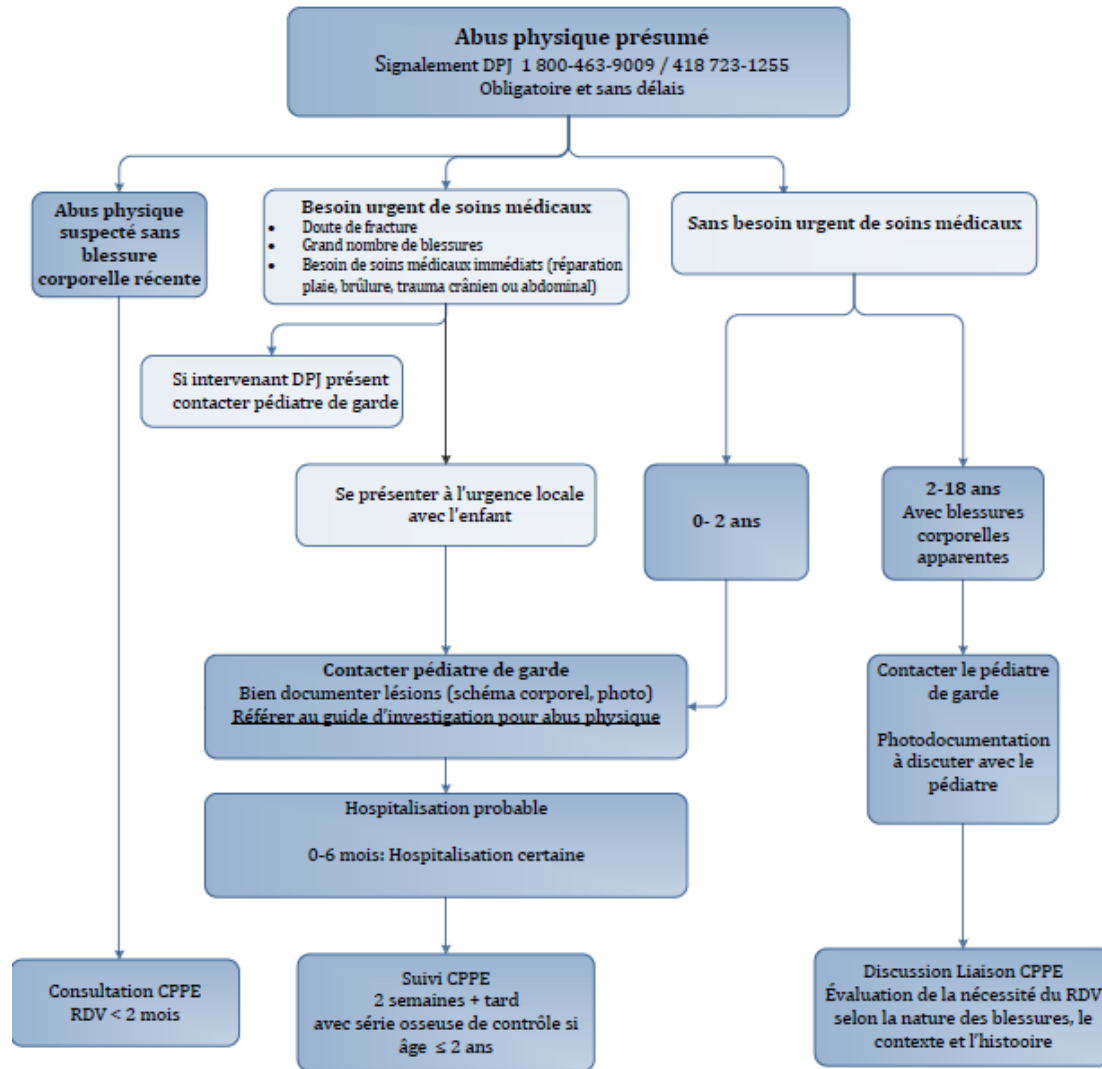 Abus physique présumé
Signalement DPJ 1 800-463-9009 / 418 723-1255
Obligatoire et sans délais
Abus physique
suspecté sans
blessure
corporelle récente
Besoin urgent de soins médicaux
• Doute de fracture
• Grand nombre de blessures
• Besoin de soins médicaux immédiats (réparation
plaie, brûlure, trauma crânien ou abdominal)
Sans besoin urgent de soins médicaux
Si intervenant DPJ présent
contacter pédiatre de garde
Se présenter à l'urgence locale
avec l'enfant
0- 2 ans
2-18 ans
Avec blessures
corporelles
apparentes
Contacter pédiatre de garde
Bien documenter lésions (schéma corporel, photo)
Référer au guide d'investigation pour abus physique
Contacter le pédiatre
de garde
Photodocumentation
à discuter avec le
pédiatre
Hospitalisation probable
0-6 mois: Hospitalisation certaine
Consultation CPPE
RDV < 2 mois
Suivi CPPE
2 semaines + tard
avec série osseuse de contrôle si
âge ≤ 2 ans
Discussion Liaison CPPE
Évaluation de la nécessité du RDV
selon la nature des blessures, le
contexte et l'histooire